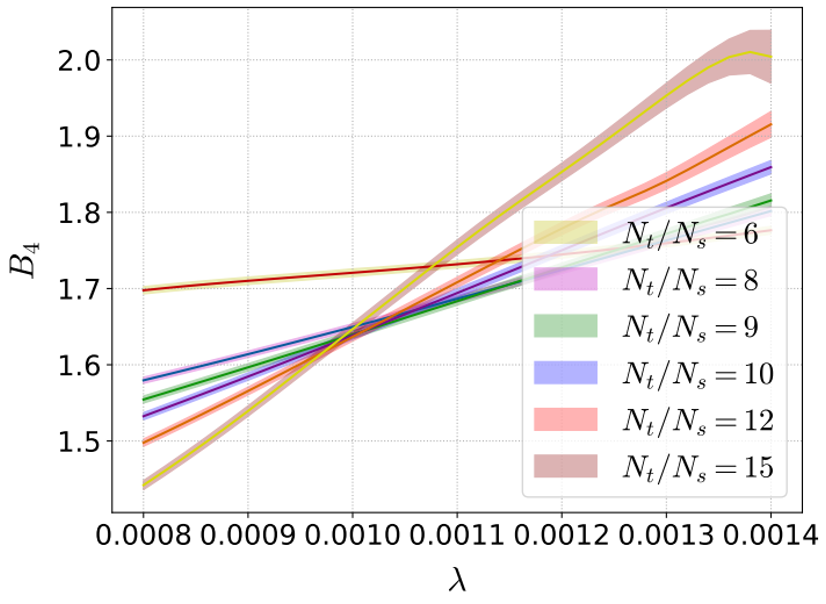 2.0
1.9
1.8
1.7
1.6
1.5
B₄
Nₜ/Nₛ = 6
Nₜ/Nₛ = 8
Nₜ/Nₛ = 9
Nₜ/Nₛ = 10
Nₜ/Nₛ = 12
Nₜ/Nₛ = 15
0.0008 0.0009 0.0010 0.0011 0.0012 0.0013 0.0014
λ